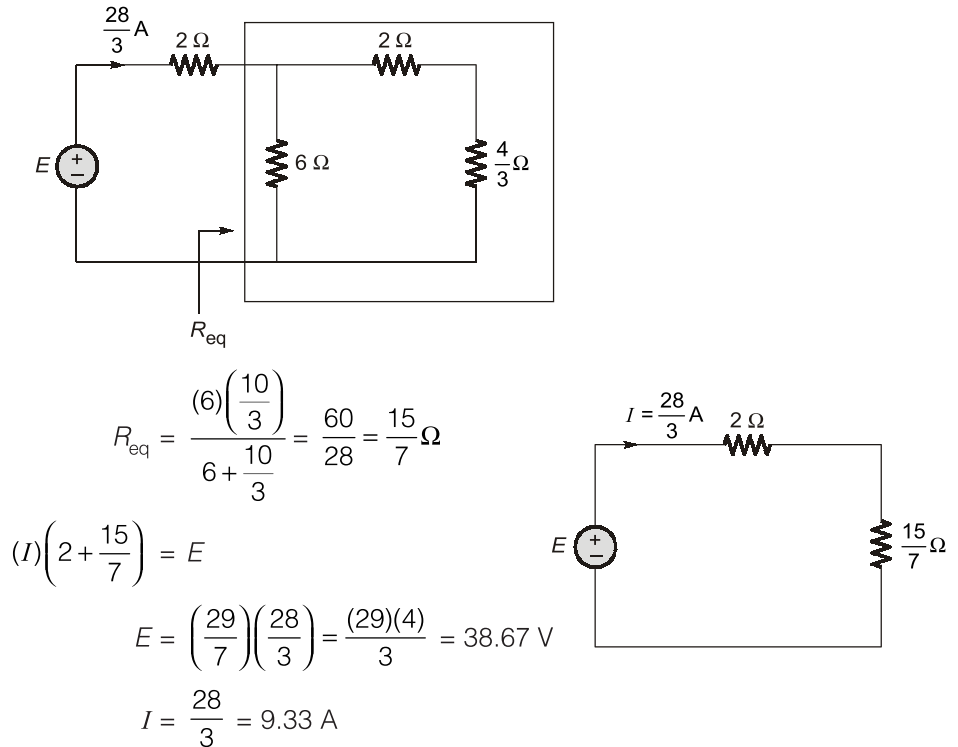 28/3 A
2 Ω 2 Ω
E + − 6 Ω 4/3 Ω
Req
Req = (6)(10/3) / (6 + 10/3) = 60/28 = 15/7 Ω
I = 28/3 A 2 Ω
E + − 15/7 Ω
(I)(2 + 15/7) = E
E = (29/7)(28/3) = (29)(4)/3 = 38.67 V
I = 28/3 = 9.33 A